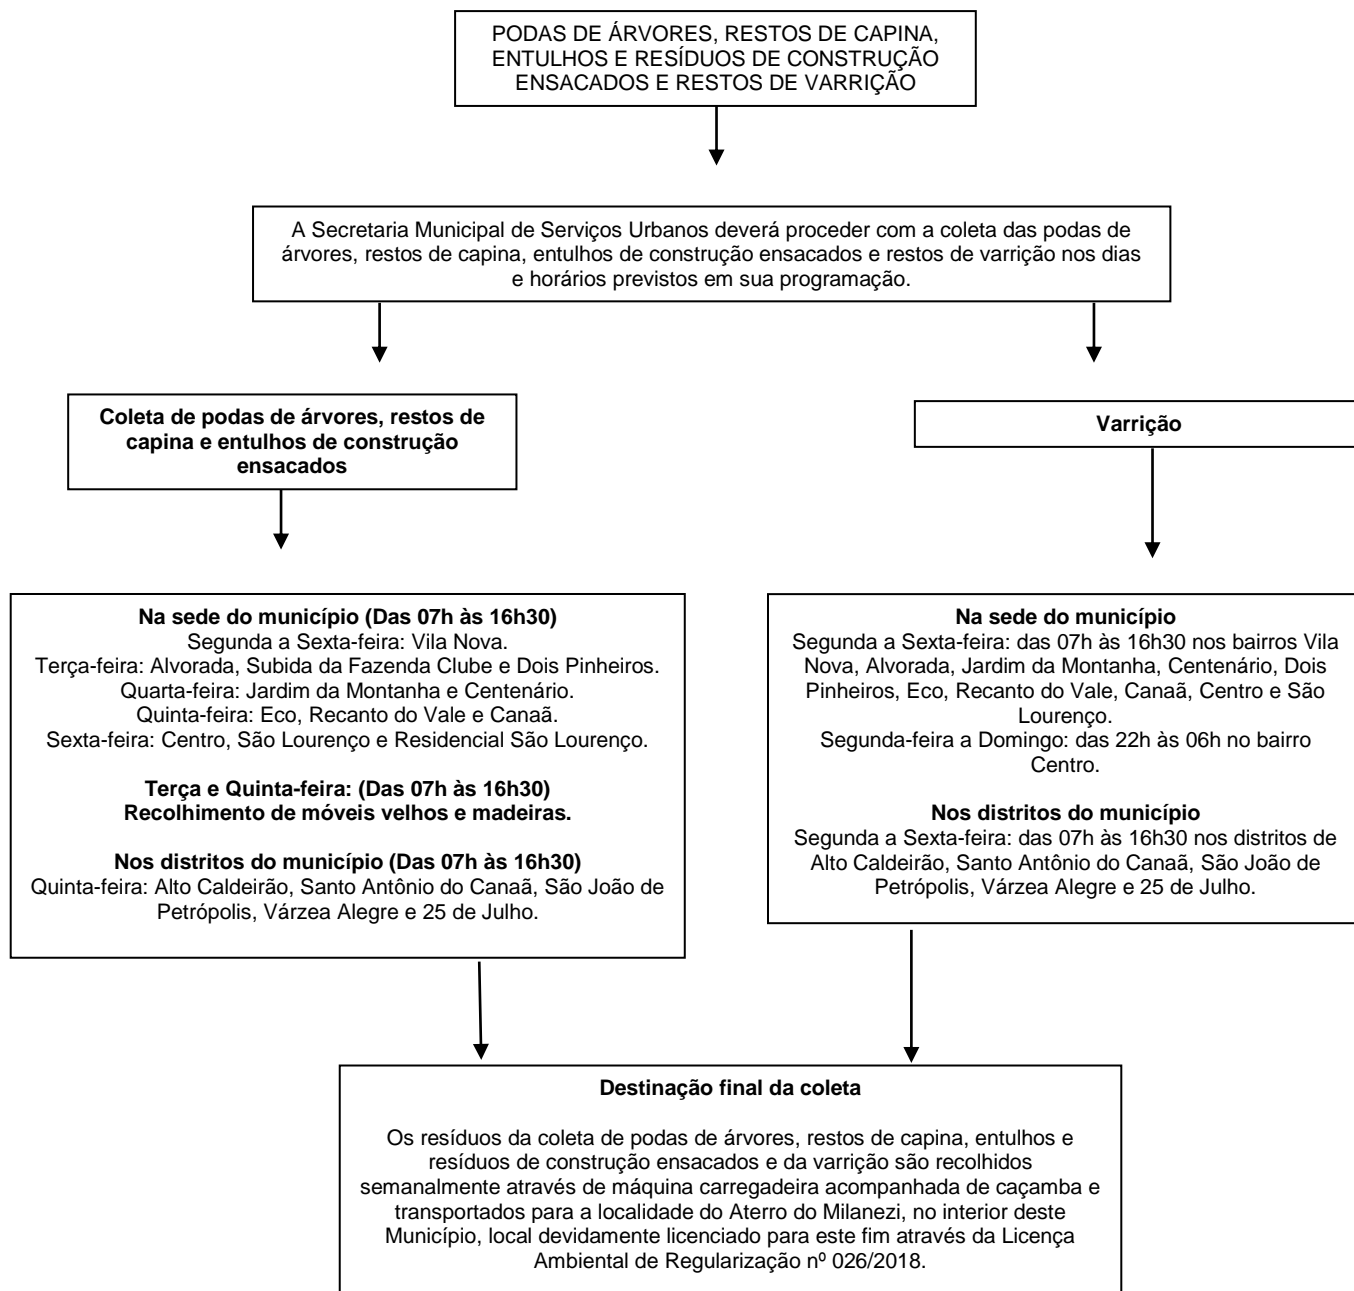 PODAS DE ÁRVORES, RESTOS DE CAPINA,
ENTULHOS E RESÍDUOS DE CONSTRUÇÃO
ENSACADOS E RESTOS DE VARRIÇÃO
A Secretaria Municipal de Serviços Urbanos deverá proceder com a coleta das podas de
árvores, restos de capina, entulhos de construção ensacados e restos de varrição nos dias
e horários previstos em sua programação.
Coleta de podas de árvores, restos de
capina e entulhos de construção
ensacados
Varrição
Na sede do município (Das 07h às 16h30)
Segunda a Sexta-feira: Vila Nova.
Terça-feira: Alvorada, Subida da Fazenda Clube e Dois Pinheiros.
Quarta-feira: Jardim da Montanha e Centenário.
Quinta-feira: Eco, Recanto do Vale e Canaã.
Sexta-feira: Centro, São Lourenço e Residencial São Lourenço.
Terça e Quinta-feira: (Das 07h às 16h30)
Recolhimento de móveis velhos e madeiras.
Nos distritos do município (Das 07h às 16h30)
Quinta-feira: Alto Caldeirão, Santo Antônio do Canaã, São João de
Petrópolis, Várzea Alegre e 25 de Julho.
Na sede do município
Segunda a Sexta-feira: das 07h às 16h30 nos bairros Vila
Nova, Alvorada, Jardim da Montanha, Centenário, Dois
Pinheiros, Eco, Recanto do Vale, Canaã, Centro e São
Lourenço.
Segunda-feira a Domingo: das 22h às 06h no bairro
Centro.
Nos distritos do município
Segunda a Sexta-feira: das 07h às 16h30 nos distritos de
Alto Caldeirão, Santo Antônio do Canaã, São João de
Petrópolis, Várzea Alegre e 25 de Julho.
Destinação final da coleta
Os resíduos da coleta de podas de árvores, restos de capina, entulhos e
resíduos de construção ensacados e da varrição são recolhidos
semanalmente através de máquina carregadeira acompanhada de caçamba e
transportados para a localidade do Aterro do Milanezi, no interior deste
Município, local devidamente licenciado para este fim através da Licença
Ambiental de Regularização nº 026/2018.